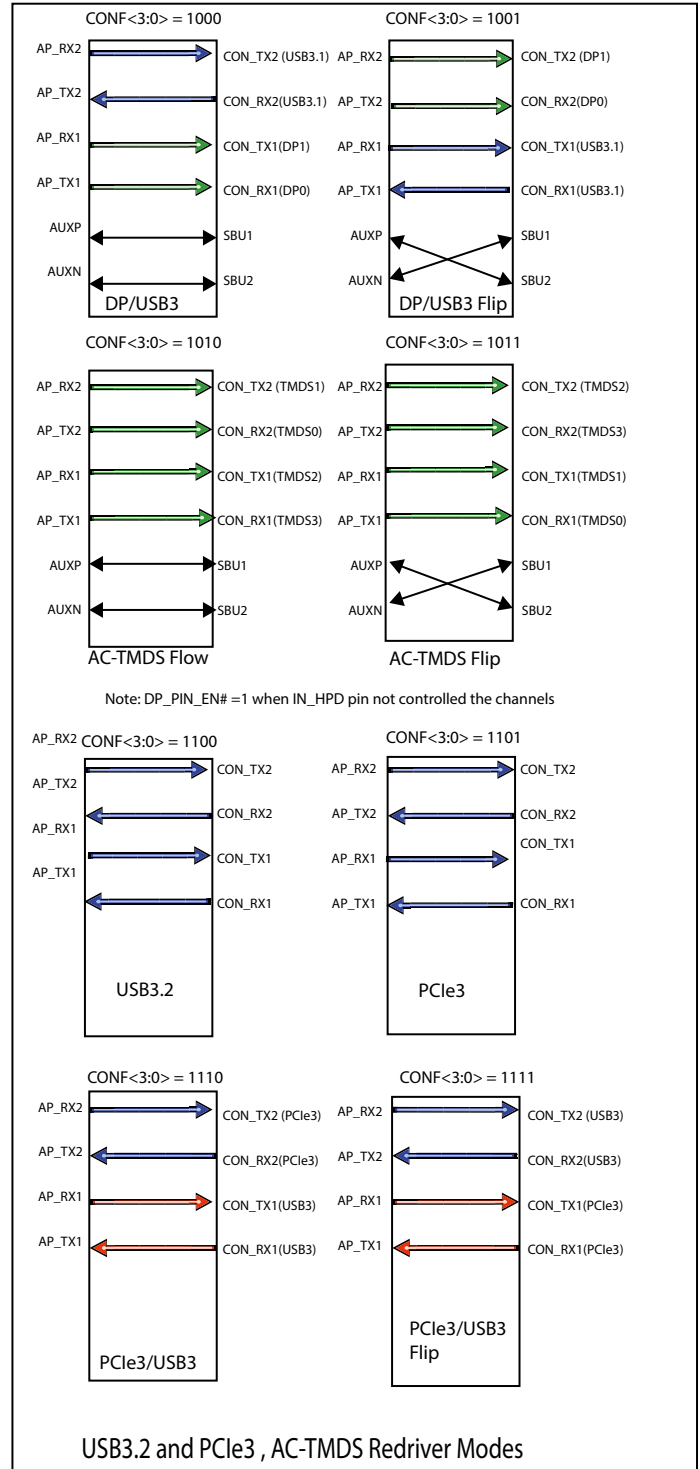 CONF<3:0> = 1000
AP_RX2
CON_TX2 (USB3.1)
AP_TX2
CON_RX2(USB3.1)
AP_RX1
CON_TX1(DP1)
AP_TX1
CON_RX1(DP0)
AUXP
SBU1
AUXN
SBU2
DP/USB3
CONF<3:0> = 1001
AP_RX2
CON_TX2 (DP1)
AP_TX2
CON_RX2(DP0)
AP_RX1
CON_TX1(USB3.1)
AP_TX1
CON_RX1(USB3.1)
AUXP
SBU1
AUXN
SBU2
DP/USB3 Flip
CONF<3:0> = 1010
AP_RX2
CON_TX2 (TMDS1)
AP_TX2
CON_RX2(TMDS0)
AP_RX1
CON_TX1(TMDS2)
AP_TX1
CON_RX1(TMDS3)
AUXP
SBU1
AUXN
SBU2
AC-TMDS Flow
CONF<3:0> = 1011
AP_RX2
CON_TX2 (TMDS2)
AP_TX2
CON_RX2(TMDS3)
AP_RX1
CON_TX1(TMDS1)
AP_TX1
CON_RX1(TMDS0)
AUXP
SBU1
AUXN
SBU2
AC-TMDS Flip
Note: DP_PIN_EN# =1 when IN_HPD pin not controlled the channels
CONF<3:0> = 1100
AP_RX2
CON_TX2
AP_TX2
CON_RX2
AP_RX1
CON_TX1
AP_TX1
CON_RX1
USB3.2
CONF<3:0> = 1101
AP_RX2
CON_TX2
AP_TX2
CON_RX2
AP_RX1
CON_TX1
AP_TX1
CON_RX1
PCIe3
CONF<3:0> = 1110
AP_RX2
CON_TX2 (PCIe3)
AP_TX2
CON_RX2(PCIe3)
AP_RX1
CON_TX1(USB3)
AP_TX1
CON_RX1(USB3)
PCIe3/USB3
CONF<3:0> = 1111
AP_RX2
CON_TX2 (USB3)
AP_TX2
CON_RX2(USB3)
AP_RX1
CON_TX1(PCIe3)
AP_TX1
CON_RX1(PCIe3)
PCIe3/USB3
Flip
USB3.2 and PCIe3 , AC-TMDS Redriver Modes